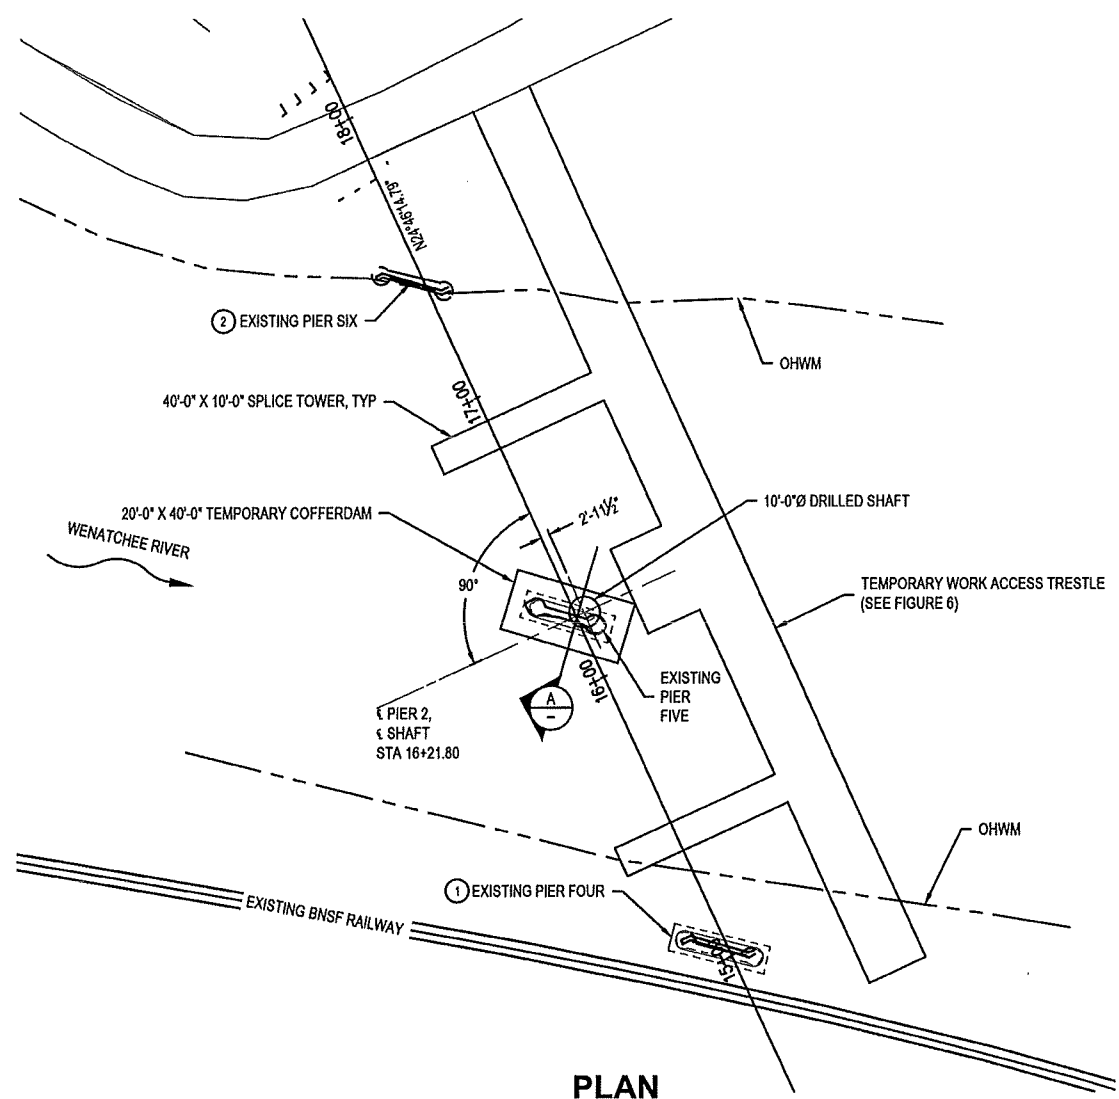 18+00
N24°46'14.79"
② EXISTING PIER SIX
OHWM
17+00
40'-0" X 10'-0" SPLICE TOWER, TYP
10'-0"Ø DRILLED SHAFT
2'-11½"
20'-0" X 40'-0" TEMPORARY COFFERDAM
WENATCHEE RIVER
90°
TEMPORARY WORK ACCESS TRESTLE
(SEE FIGURE 6)
16+00
EXISTING
PIER
FIVE
A
–
℄ PIER 2,
℄ SHAFT
STA 16+21.80
OHWM
① EXISTING PIER FOUR
EXISTING BNSF RAILWAY
PLAN